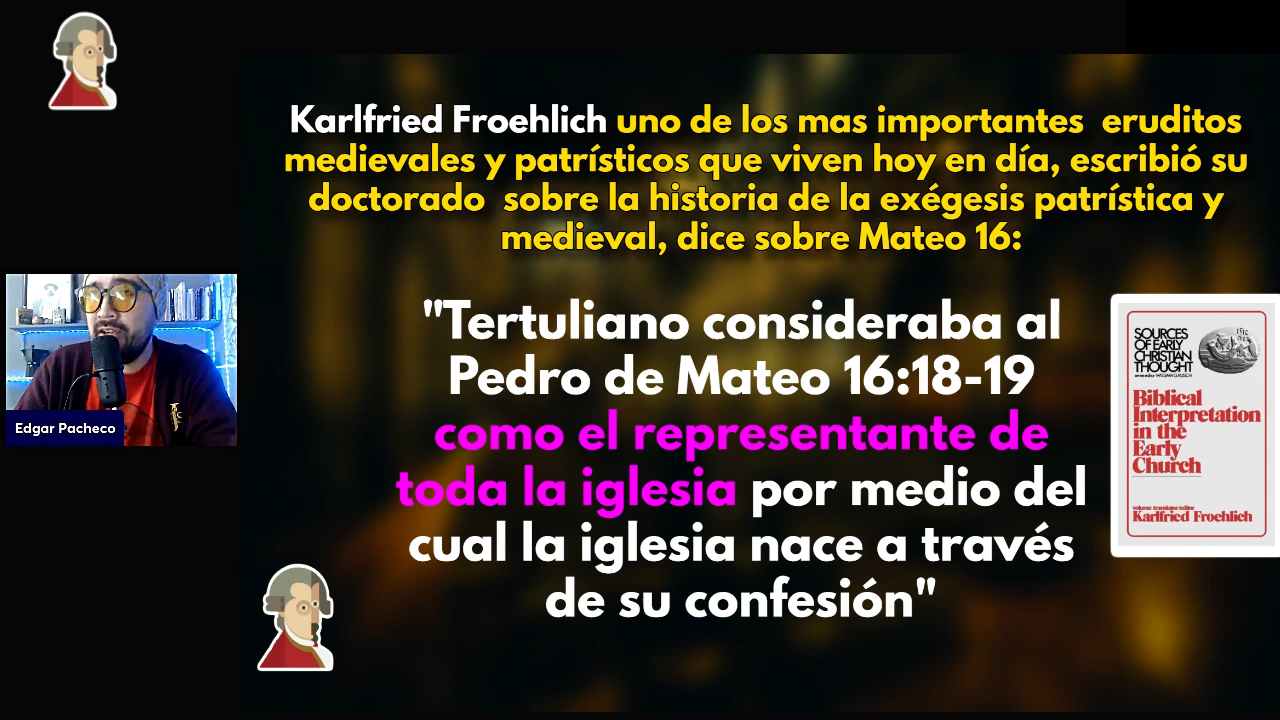 Karlfried Froehlich uno de los mas importantes eruditos
medievales y patrísticos que viven hoy en día, escribió su
doctorado sobre la historia de la exégesis patrística y
medieval, dice sobre Mateo 16:
"Tertuliano consideraba al
Pedro de Mateo 16:18-19
como el representante de
toda la iglesia por medio del
cual la iglesia nace a través
de su confesión"
Edgar Pacheco
SOURCES
OF EARLY
CHRISTIAN
THOUGHT
Biblical
Interpretation
in the
Early
Church
volume translator/editor
Karlfried Froehlich